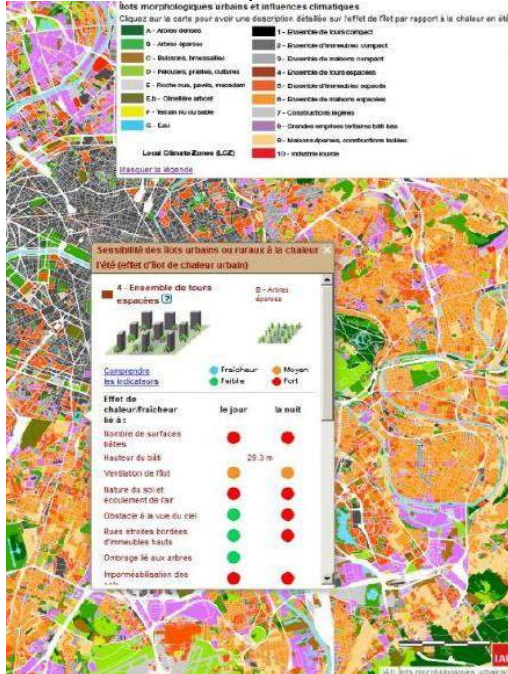 Îlots morphologiques urbains et influences climatiques
Cliquez sur la carte pour avoir une description détaillée sur l'effet de l'îlot par rapport à la chaleur en été
A - Arbres denses
B - Arbres épars
C - Buissons, broussailles
D - Pelouses, prairies, cultures
E - Roche nue, pavés, macadam
E.b - Cimetière arboré
F - Terrain nu ou sable
G - Eau
Local Climate Zones (LCZ)
1 - Ensemble de tours compact
2 - Ensemble d'immeubles compact
3 - Ensemble de maisons compact
4 - Ensemble de tours espacées
5 - Ensemble d'immeubles espacés
6 - Ensemble de maisons espacées
7 - Constructions légères
8 - Grandes emprises tertiaires bâti bas
9 - Maisons éparses, constructions isolées
10 - Industrie lourde
Masquer la légende
Sensibilité des îlots urbains ou ruraux à la chaleur
l'été (effet d'îlot de chaleur urbain)
4 - Ensemble de tours
espacées ?
B - Arbres
épars
Comprendre
les indicateurs
Fraîcheur
Moyen
Faible
Fort
Effet de
chaleur/fraîcheur
lié à :
le jour
la nuit
Nombre de surfaces
bâties
Hauteur du bâti
29.3 m
Ventilation de l'îlot
Nature du sol et
écoulement de l'air
Obstacle à la vue du ciel
Rues étroites bordées
d'immeubles hauts
Ombrage lié aux arbres
Imperméabilisation des
IAU